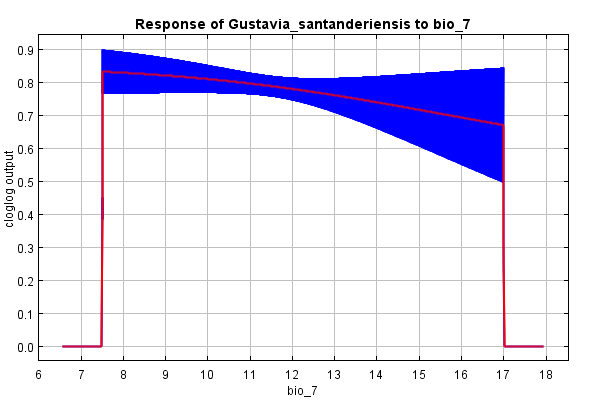 Response of Gustavia_santanderiensis to bio_7
0.9
0.8
0.7
0.6
0.5
0.4
0.3
0.2
0.1
0.0
cloglog output
6 7 8 9 10 11 12 13 14 15 16 17 18
bio_7